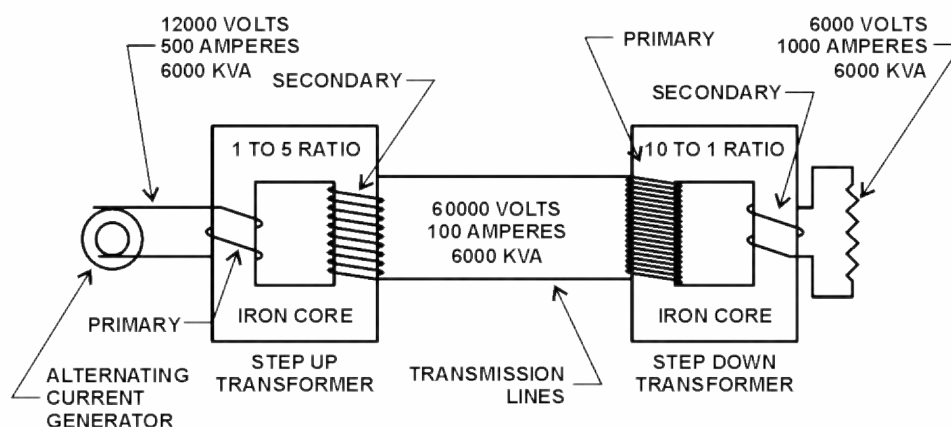 12000 VOLTS
500 AMPERES
6000 KVA
SECONDARY
PRIMARY
6000 VOLTS
1000 AMPERES
6000 KVA
SECONDARY
1 TO 5 RATIO
10 TO 1 RATIO
60000 VOLTS
100 AMPERES
6000 KVA
PRIMARY
IRON CORE
IRON CORE
STEP UP
TRANSFORMER
TRANSMISSION
LINES
STEP DOWN
TRANSFORMER
ALTERNATING
CURRENT
GENERATOR